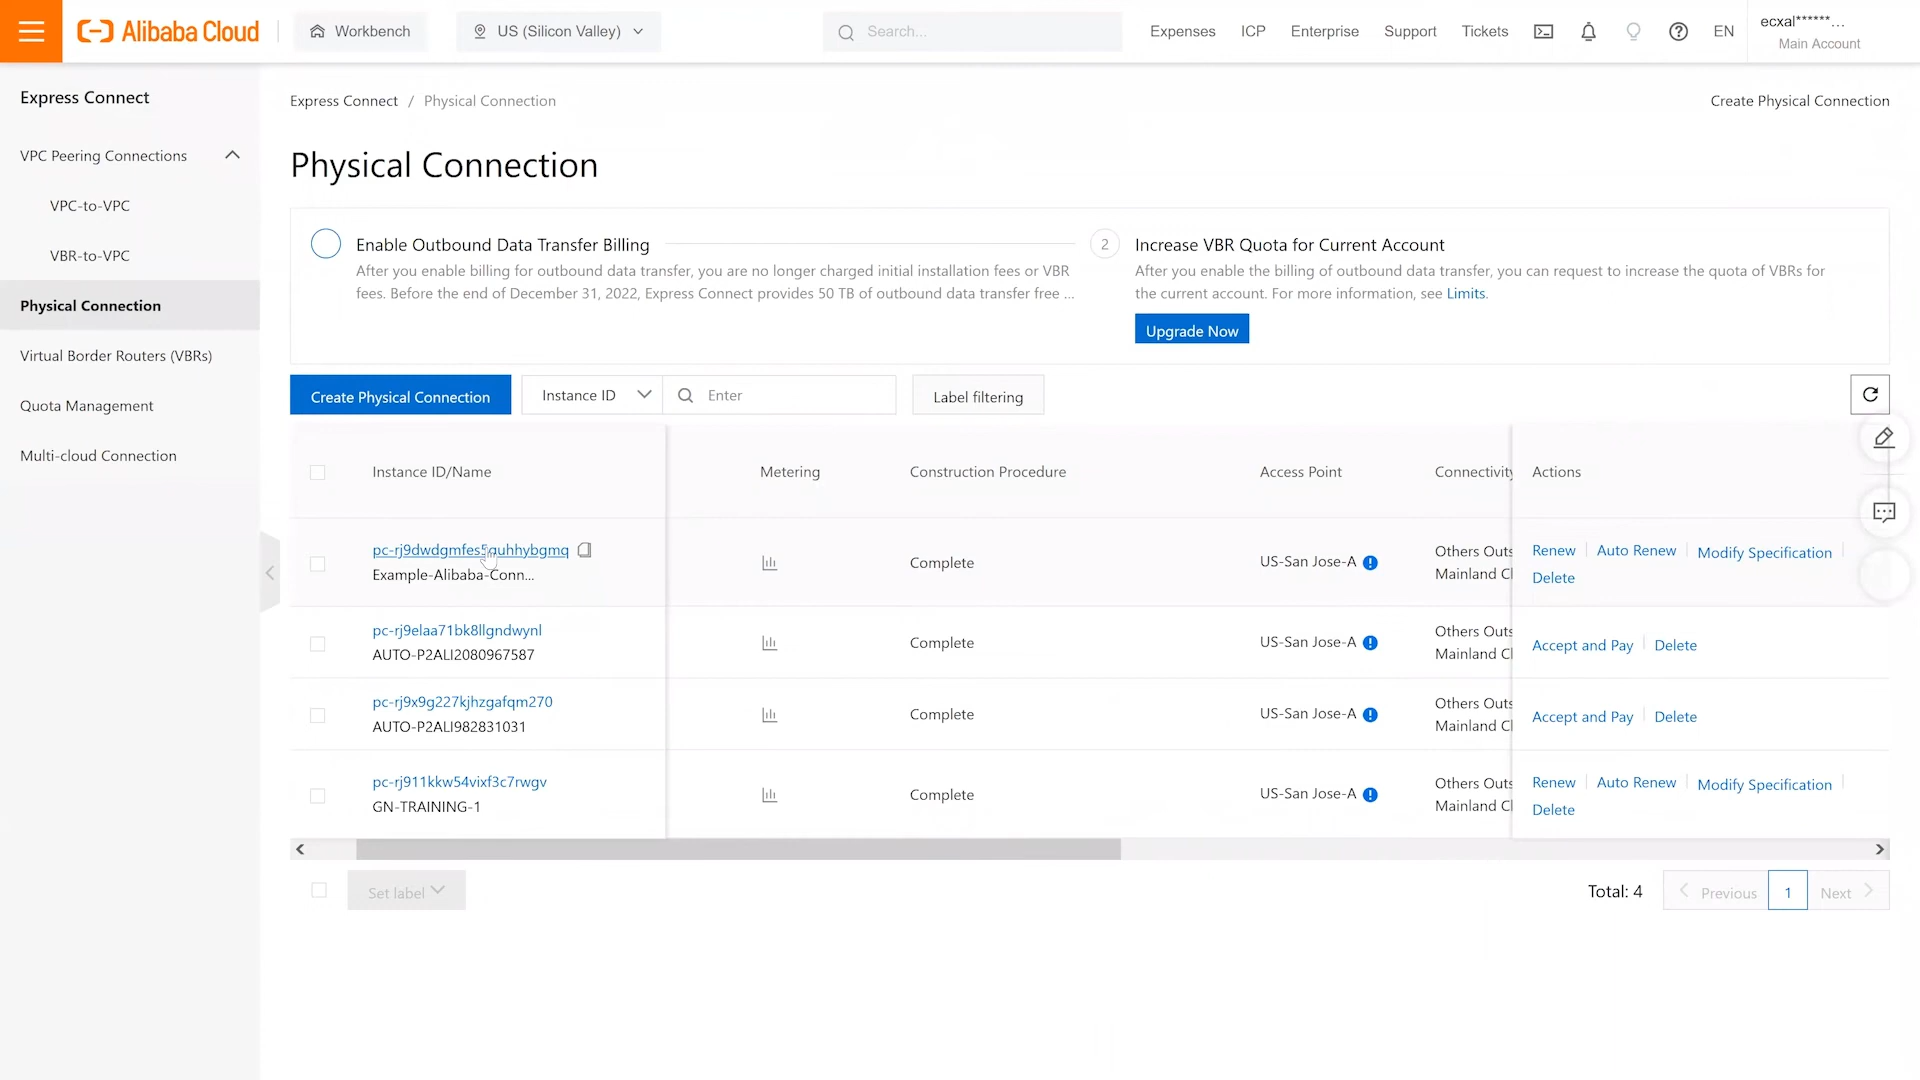 Alibaba Cloud
Workbench
US (Silicon Valley)
Search...
Expenses
ICP
Enterprise
Support
Tickets
EN
ecxal******...
Main Account
Express Connect
VPC Peering Connections
VPC-to-VPC
VBR-to-VPC
Physical Connection
Virtual Border Routers (VBRs)
Quota Management
Multi-cloud Connection
Express Connect / Physical Connection
Create Physical Connection
Physical Connection
Enable Outbound Data Transfer Billing
After you enable billing for outbound data transfer, you are no longer charged initial installation fees or VBR
fees. Before the end of December 31, 2022, Express Connect provides 50 TB of outbound data transfer free ...
2
Increase VBR Quota for Current Account
After you enable the billing of outbound data transfer, you can request to increase the quota of VBRs for
the current account. For more information, see Limits.
Upgrade Now
Create Physical Connection
Instance ID
Enter
Label filtering
Instance ID/Name
Metering
Construction Procedure
Access Point
Connectivity
Actions
Example-Alibaba-Conn...
Complete
US-San Jose-A
Others Outs
Mainland Cl
Renew
Auto Renew
Modify Specification
Delete
pc-rj9elaa71bk8llgndwynl
AUTO-P2ALI2080967587
Complete
US-San Jose-A
Others Outs
Mainland Cl
Accept and Pay
Delete
pc-rj9x9g227kjhzgafqm270
AUTO-P2ALI982831031
Complete
US-San Jose-A
Others Outs
Mainland Cl
Accept and Pay
Delete
pc-rj911kkw54vixf3c7rwgv
GN-TRAINING-1
Complete
US-San Jose-A
Others Outs
Mainland Cl
Renew
Auto Renew
Modify Specification
Delete
Set label
Total: 4
Previous
1
Next